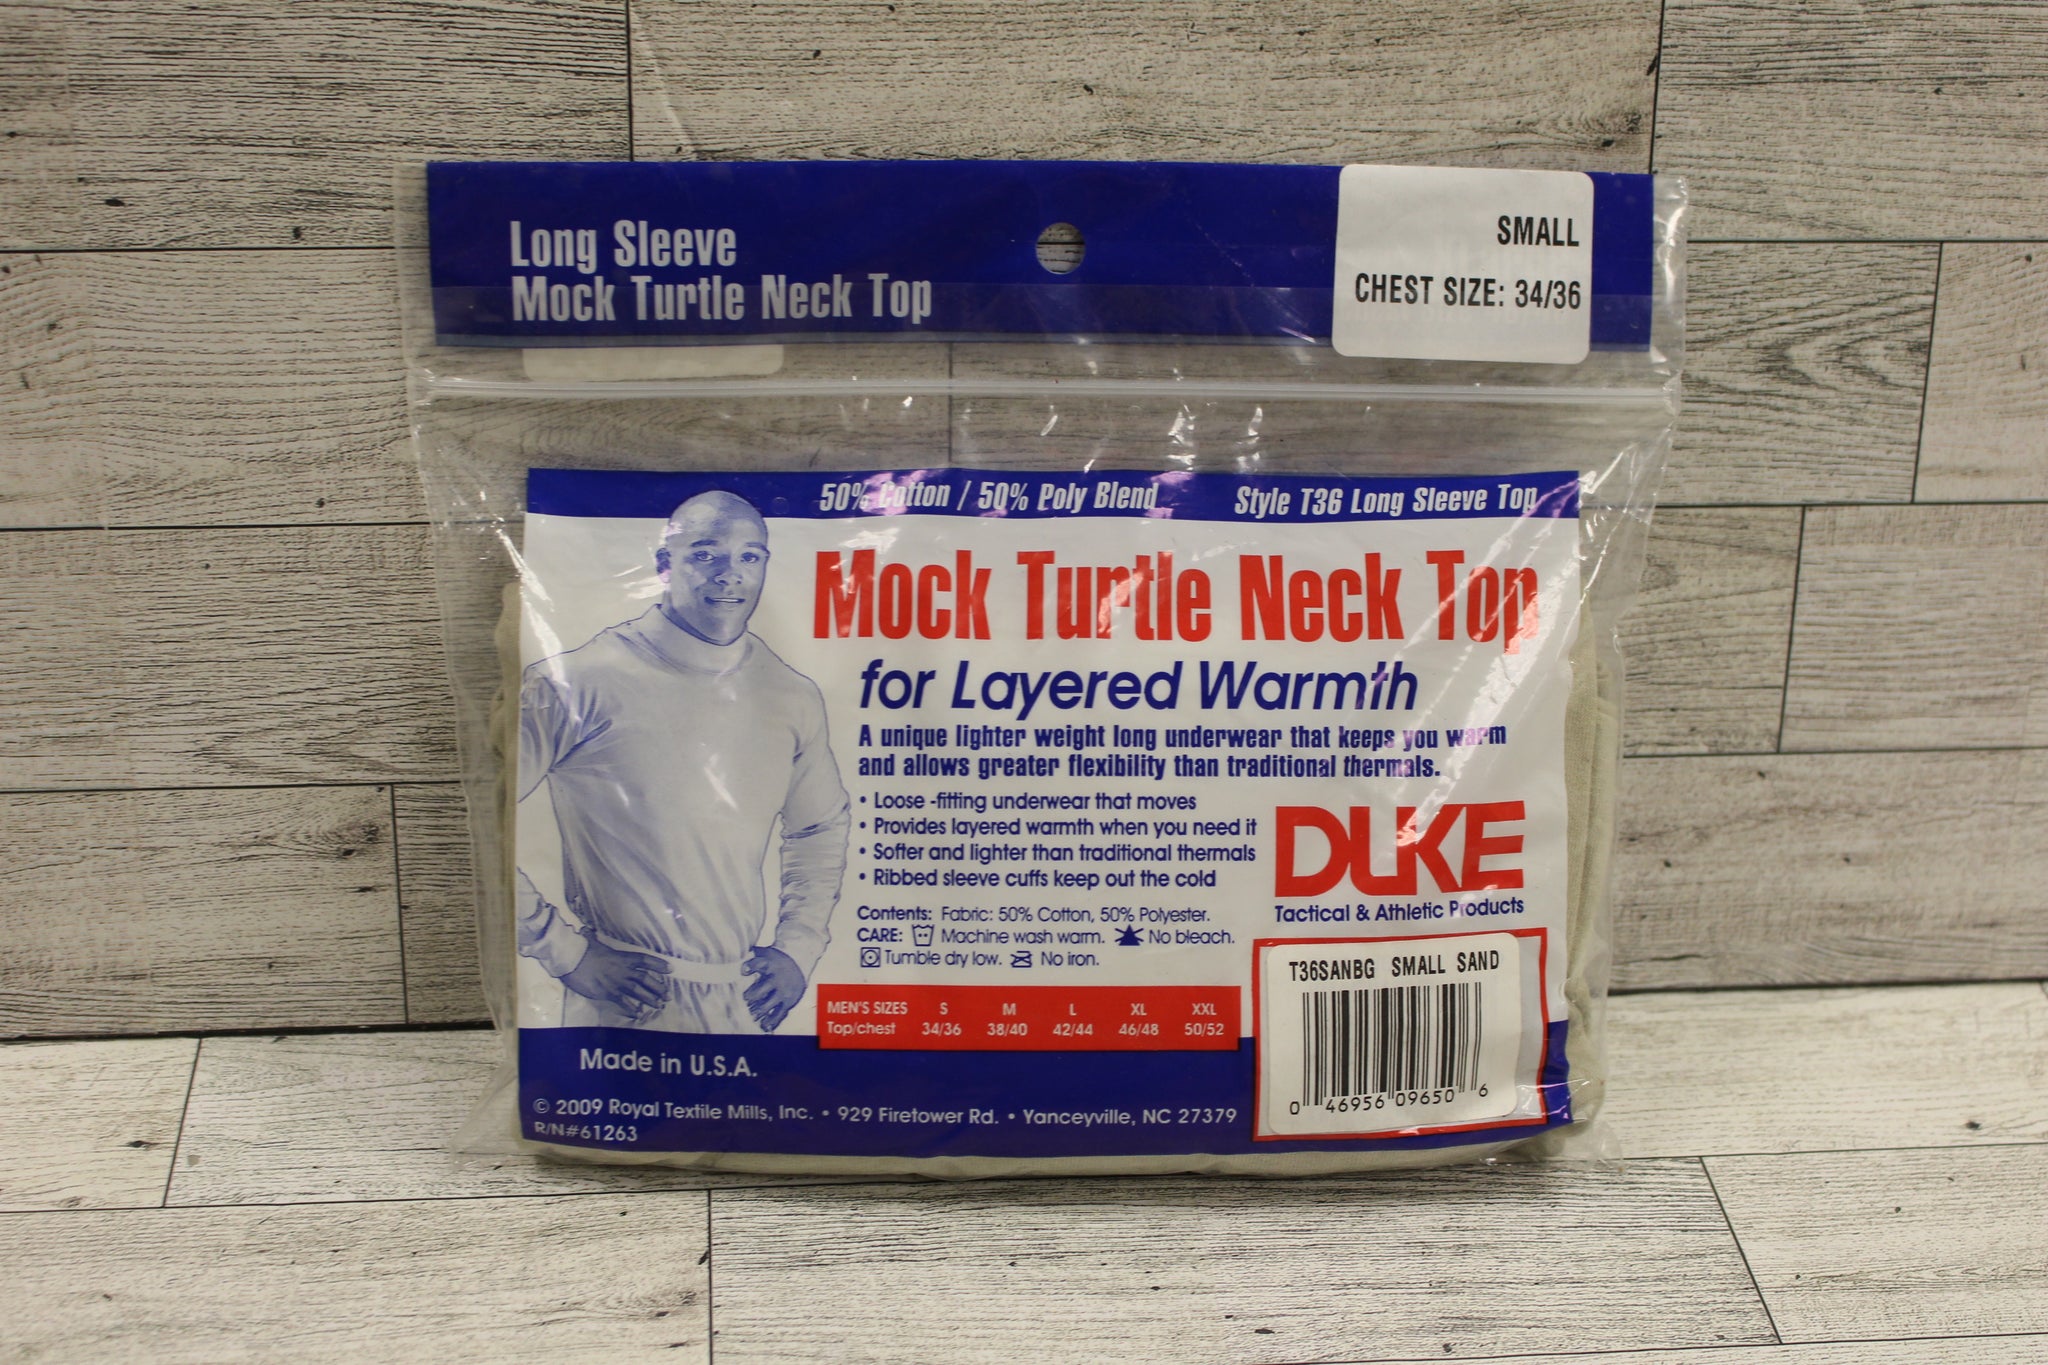 Long Sleeve
Mock Turtle Neck Top
SMALL
CHEST SIZE: 34/36
50% Cotton / 50% Poly Blend
Style T36 Long Sleeve Top
Mock Turtle Neck Top
for Layered Warmth
A unique lighter weight long underwear that keeps you warm
and allows greater flexibility than traditional thermals.
• Loose -fitting underwear that moves
• Provides layered warmth when you need it
• Softer and lighter than traditional thermals
• Ribbed sleeve cuffs keep out the cold
DUKE
Tactical & Athletic Products
Contents: Fabric: 50% Cotton, 50% Polyester.
CARE: Machine wash warm. No bleach.
Tumble dry low. No iron.
MEN'S SIZES S M L XL XXL
Top/chest 34/36 38/40 42/44 46/48 50/52
T36SANBG SMALL SAND
0 46956 09650 6
Made in U.S.A.
© 2009 Royal Textile Mills, Inc. • 929 Firetower Rd. • Yanceyville, NC 27379
R/N#61263